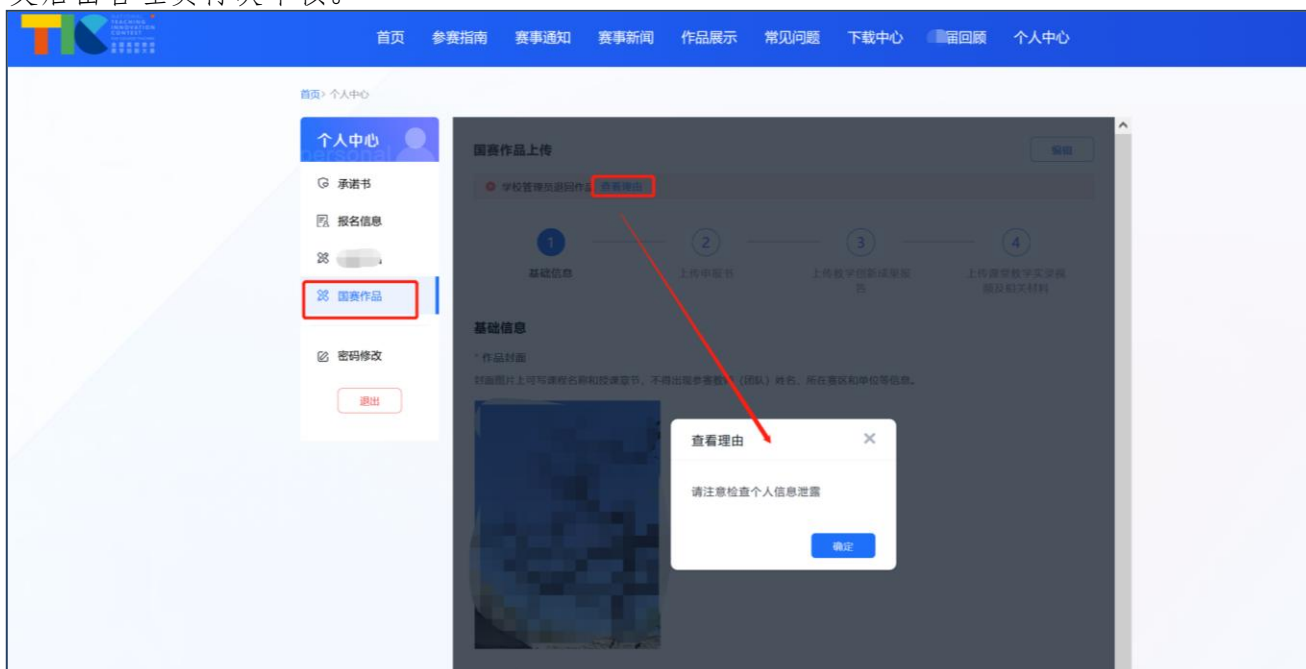 NATIONAL
TEACHING
INNOVATION
CONTEST
TIC
首页 参赛指南 赛事通知 赛事新闻 作品展示 常见问题 下载中心 届回顾 个人中心
首页> 个人中心
个人中心
personal
承诺书
报名信息
国赛作品
密码修改
退出
国赛作品上传
编辑
学校管理员退回作品 查看理由
1 2 3 4
基础信息 上传申报书 上传教学创新成果报告 上传课堂教学实录视频及相关材料
基础信息
* 作品封面
封面图片上可写课程名称和授课章节，不得出现参赛教师（团队）姓名、所在赛区和单位等信息。
查看理由
请注意检查个人信息泄露
确定